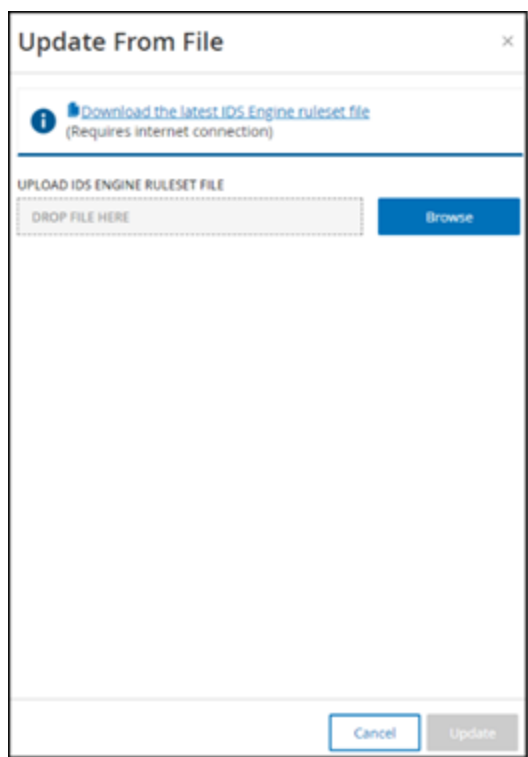 Update From File
×
Download the latest IDS Engine ruleset file
(Requires internet connection)
UPLOAD IDS ENGINE RULESET FILE
DROP FILE HERE
Browse
Cancel
Update